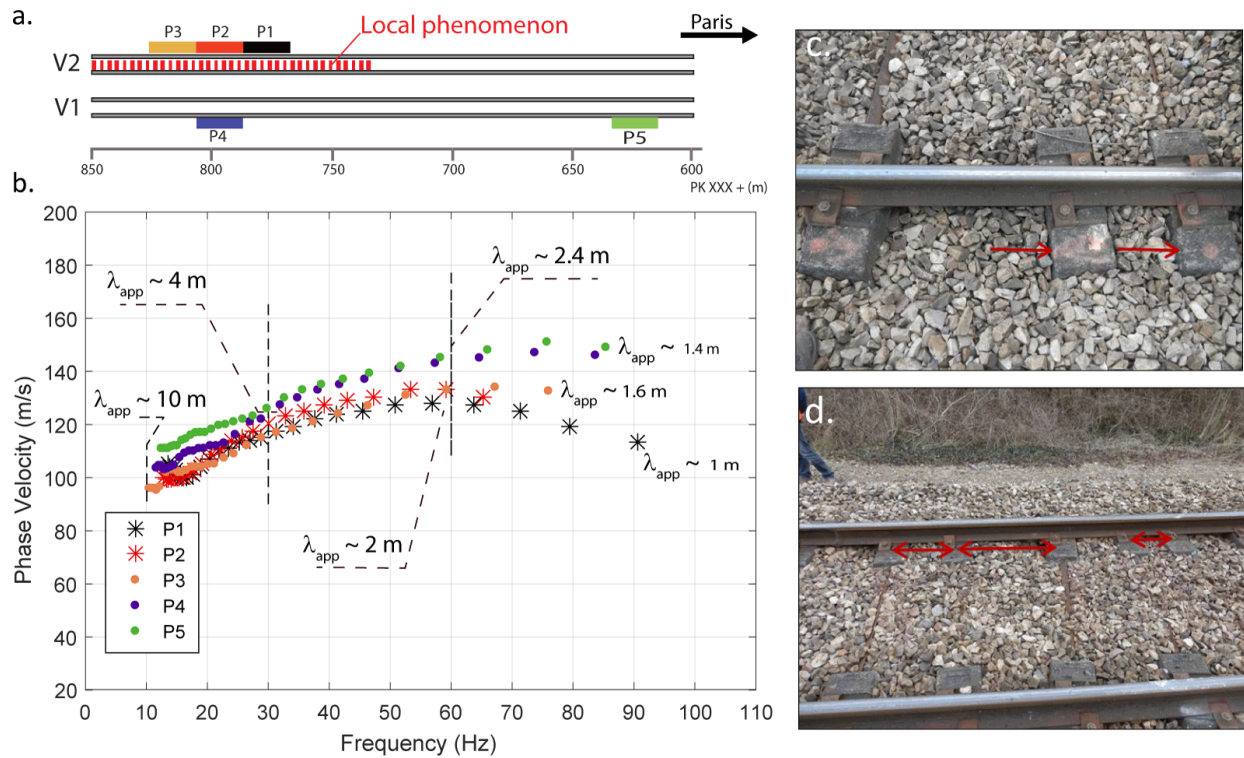 a.
Paris
P3 P2 P1
Local phenomenon
V2
V1
P4
P5
850 800 750 700 650 600
PK XXX + (m)
b.
200
180
160
140
120
100
80
60
40
20
Phase Velocity (m/s)
λapp ~ 4 m
λapp ~ 2.4 m
λapp ~ 1.4 m
λapp ~ 10 m
λapp ~ 1.6 m
λapp ~ 1 m
λapp ~ 2 m
P1
P2
P3
P4
P5
0 10 20 30 40 50 60 70 80 90 100 110
Frequency (Hz)
c.
d.